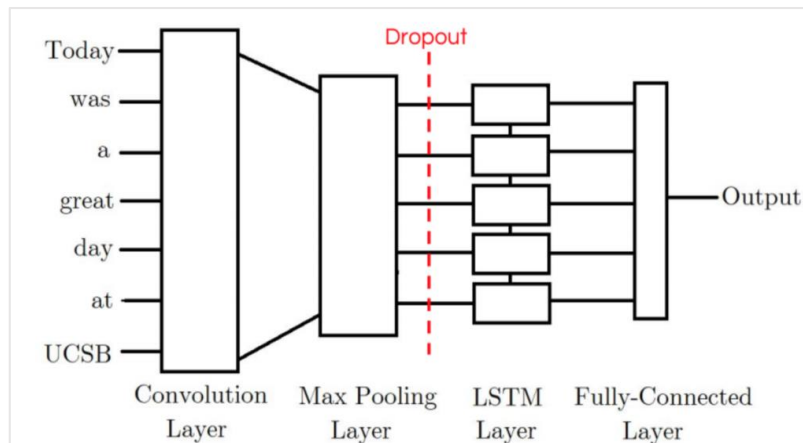 Dropout
Today
was
a
great
day
at
UCSB
Output
Convolution
Layer
Max Pooling
Layer
LSTM
Layer
Fully-Connected
Layer